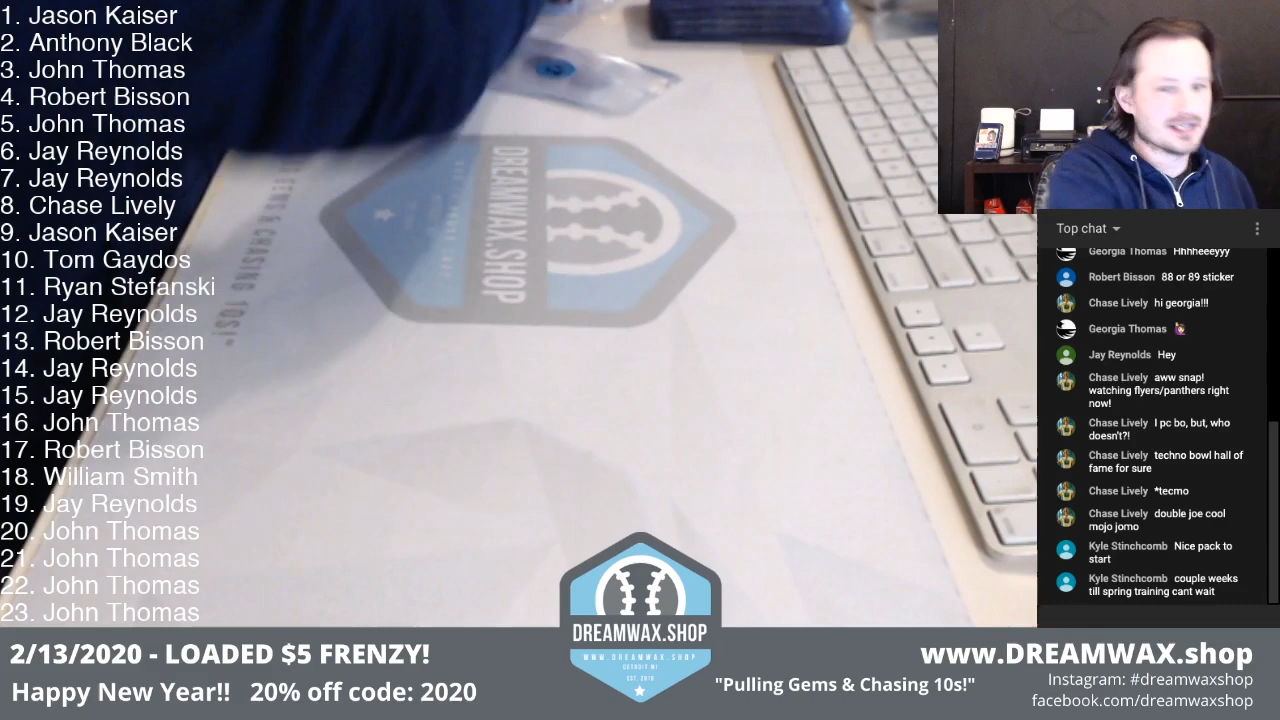 1. Jason Kaiser
2. Anthony Black
3. John Thomas
4. Robert Bisson
5. John Thomas
6. Jay Reynolds
7. Jay Reynolds
8. Chase Lively
9. Jason Kaiser
10. Tom Gaydos
11. Ryan Stefanski
12. Jay Reynolds
13. Robert Bisson
14. Jay Reynolds
15. Jay Reynolds
16. John Thomas
17. Robert Bisson
18. William Smith
19. Jay Reynolds
20. John Thomas
21. John Thomas
22. John Thomas
23. John Thomas
DREAMWAX.SHOP
CHASING 10S!"
Top chat
Georgia Thomas Hhhheeeyyy
Robert Bisson 88 or 89 sticker
Chase Lively hi georgia!!!
Georgia Thomas 🙋
Jay Reynolds Hey
Chase Lively aww snap!
watching flyers/panthers right
now!
Chase Lively I pc bo, but, who
doesn't?!
Chase Lively techno bowl hall of
fame for sure
Chase Lively *tecmo
Chase Lively double joe cool
mojo jomo
Kyle Stinchcomb Nice pack to
start
Kyle Stinchcomb couple weeks
till spring training cant wait
2/13/2020 - LOADED $5 FRENZY!
Happy New Year!! 20% off code: 2020
DREAMWAX.SHOP
WWW.DREAMWAX.SHOP
DETROIT MI
EST. 2018
"Pulling Gems & Chasing 10s!"
www.DREAMWAX.shop
Instagram: #dreamwaxshop
facebook.com/dreamwaxshop